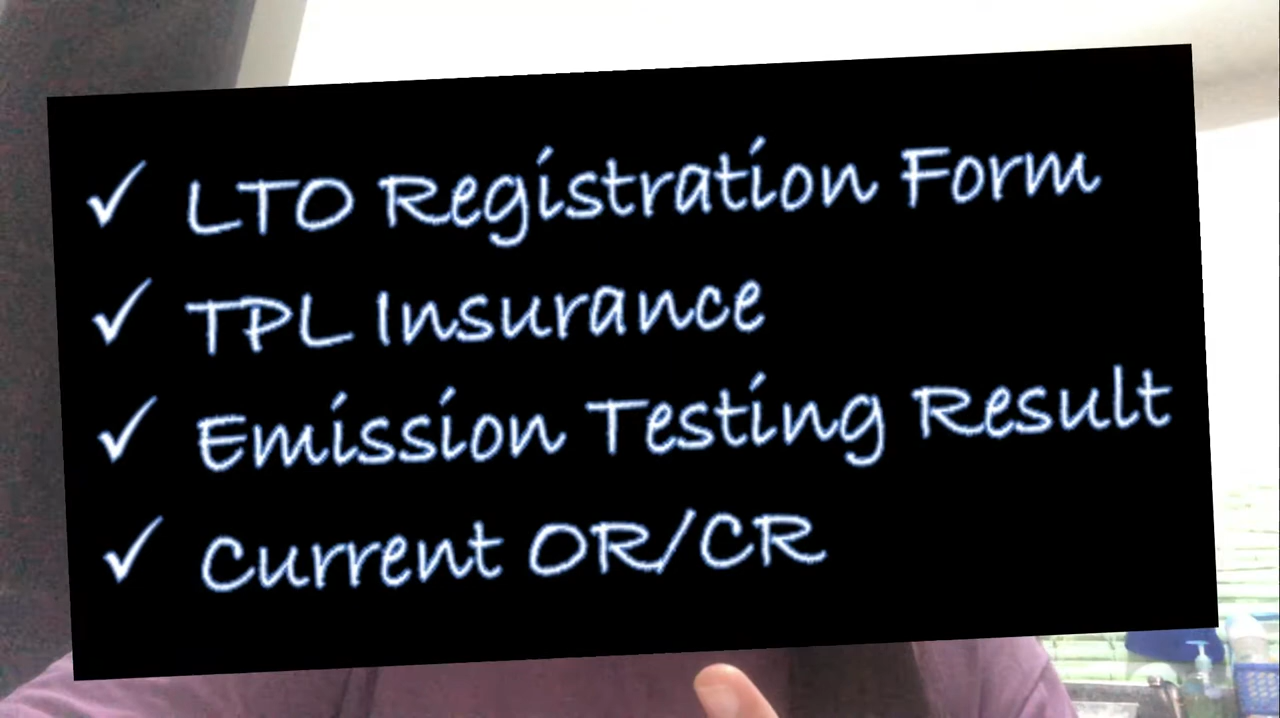 ✓ LTO Registration Form
✓ TPL Insurance
✓ Emission Testing Result
✓ Current OR/CR